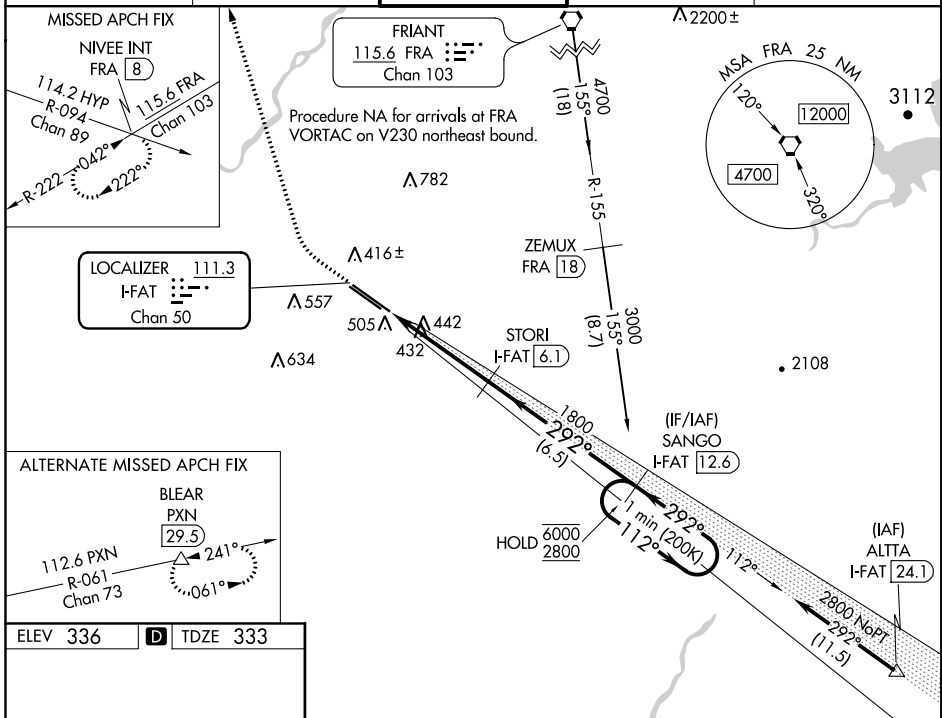 MISSED APCH FIX
NIVEE INT
FRA 8
114.2 HYP
R-094
Chan 89
115.6 FRA
Chan 103
R-222
042°
222°
FRIANT
115.6 FRA
Chan 103
Procedure NA for arrivals at FRA
VORTAC on V230 northeast bound.
2200±
4700
155°
(18)
R-155
MSA FRA 25 NM
120°
12000
4700
320°
3112
782
ZEMUX
FRA 18
3000
155°
(8.7)
LOCALIZER 111.3
I-FAT
Chan 50
416±
557
505
442
432
634
STORI
I-FAT 6.1
2108
1800
292°
(6.5)
(IF/IAF)
SANGO
I-FAT 12.6
HOLD 6000
2800
1 min (200K)
292°
112°
112°
(IAF)
ALTTA
I-FAT 24.1
2800 NoPT
292°
(11.5)
ALTERNATE MISSED APCH FIX
BLEAR
PXN
29.5
112.6 PXN
R-061
Chan 73
241°
061°
ELEV 336 D TDZE 333